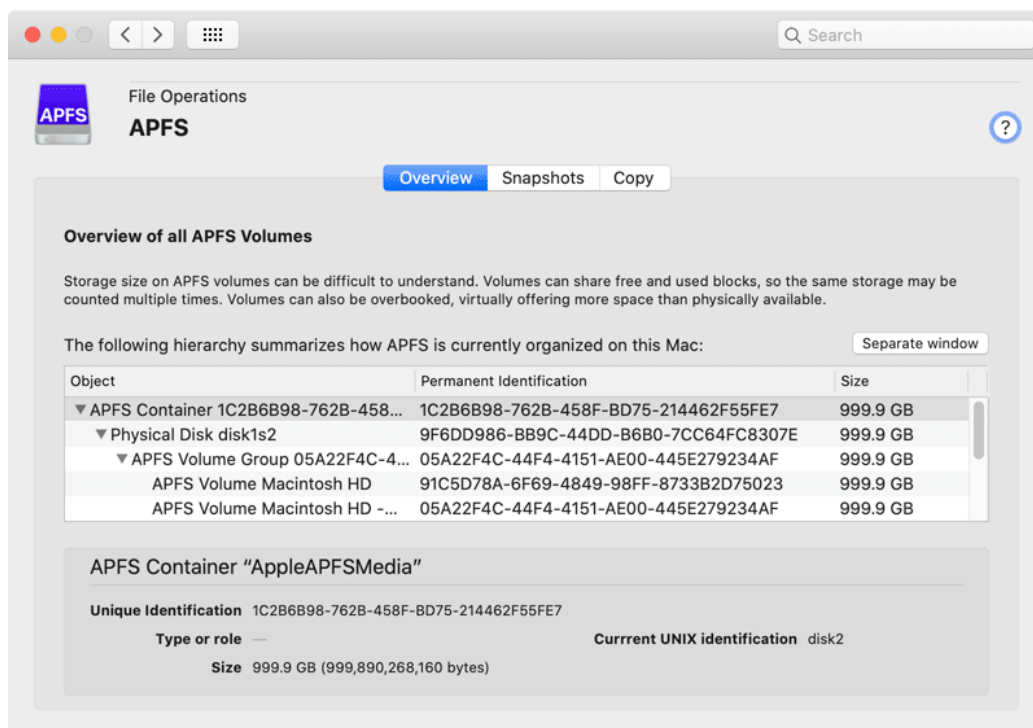 Search
APFS
File Operations
APFS
?
Overview Snapshots Copy
Overview of all APFS Volumes
Storage size on APFS volumes can be difficult to understand. Volumes can share free and used blocks, so the same storage may be
counted multiple times. Volumes can also be overbooked, virtually offering more space than physically available.
The following hierarchy summarizes how APFS is currently organized on this Mac: Separate window
Object Permanent Identification Size
APFS Container 1C2B6B98-762B-458... 1C2B6B98-762B-458F-BD75-214462F55FE7 999.9 GB
Physical Disk disk1s2 9F6DD986-BB9C-44DD-B6B0-7CC64FC8307E 999.9 GB
APFS Volume Group 05A22F4C-4... 05A22F4C-44F4-4151-AE00-445E279234AF 999.9 GB
APFS Volume Macintosh HD 91C5D78A-6F69-4849-98FF-8733B2D75023 999.9 GB
APFS Volume Macintosh HD -... 05A22F4C-44F4-4151-AE00-445E279234AF 999.9 GB
APFS Container “AppleAPFSMedia”
Unique Identification 1C2B6B98-762B-458F-BD75-214462F55FE7
Type or role — Currrent UNIX identification disk2
Size 999.9 GB (999,890,268,160 bytes)